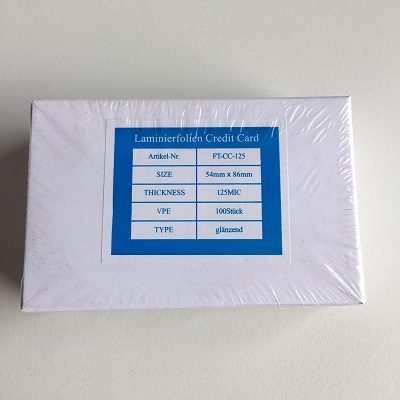 Laminierfolien Credit Card
Artikel-Nr. FT-CC-125
SIZE 54mm x 86mm
THICKNESS 125MIC
VPE 100Stück
TYPE glänzend